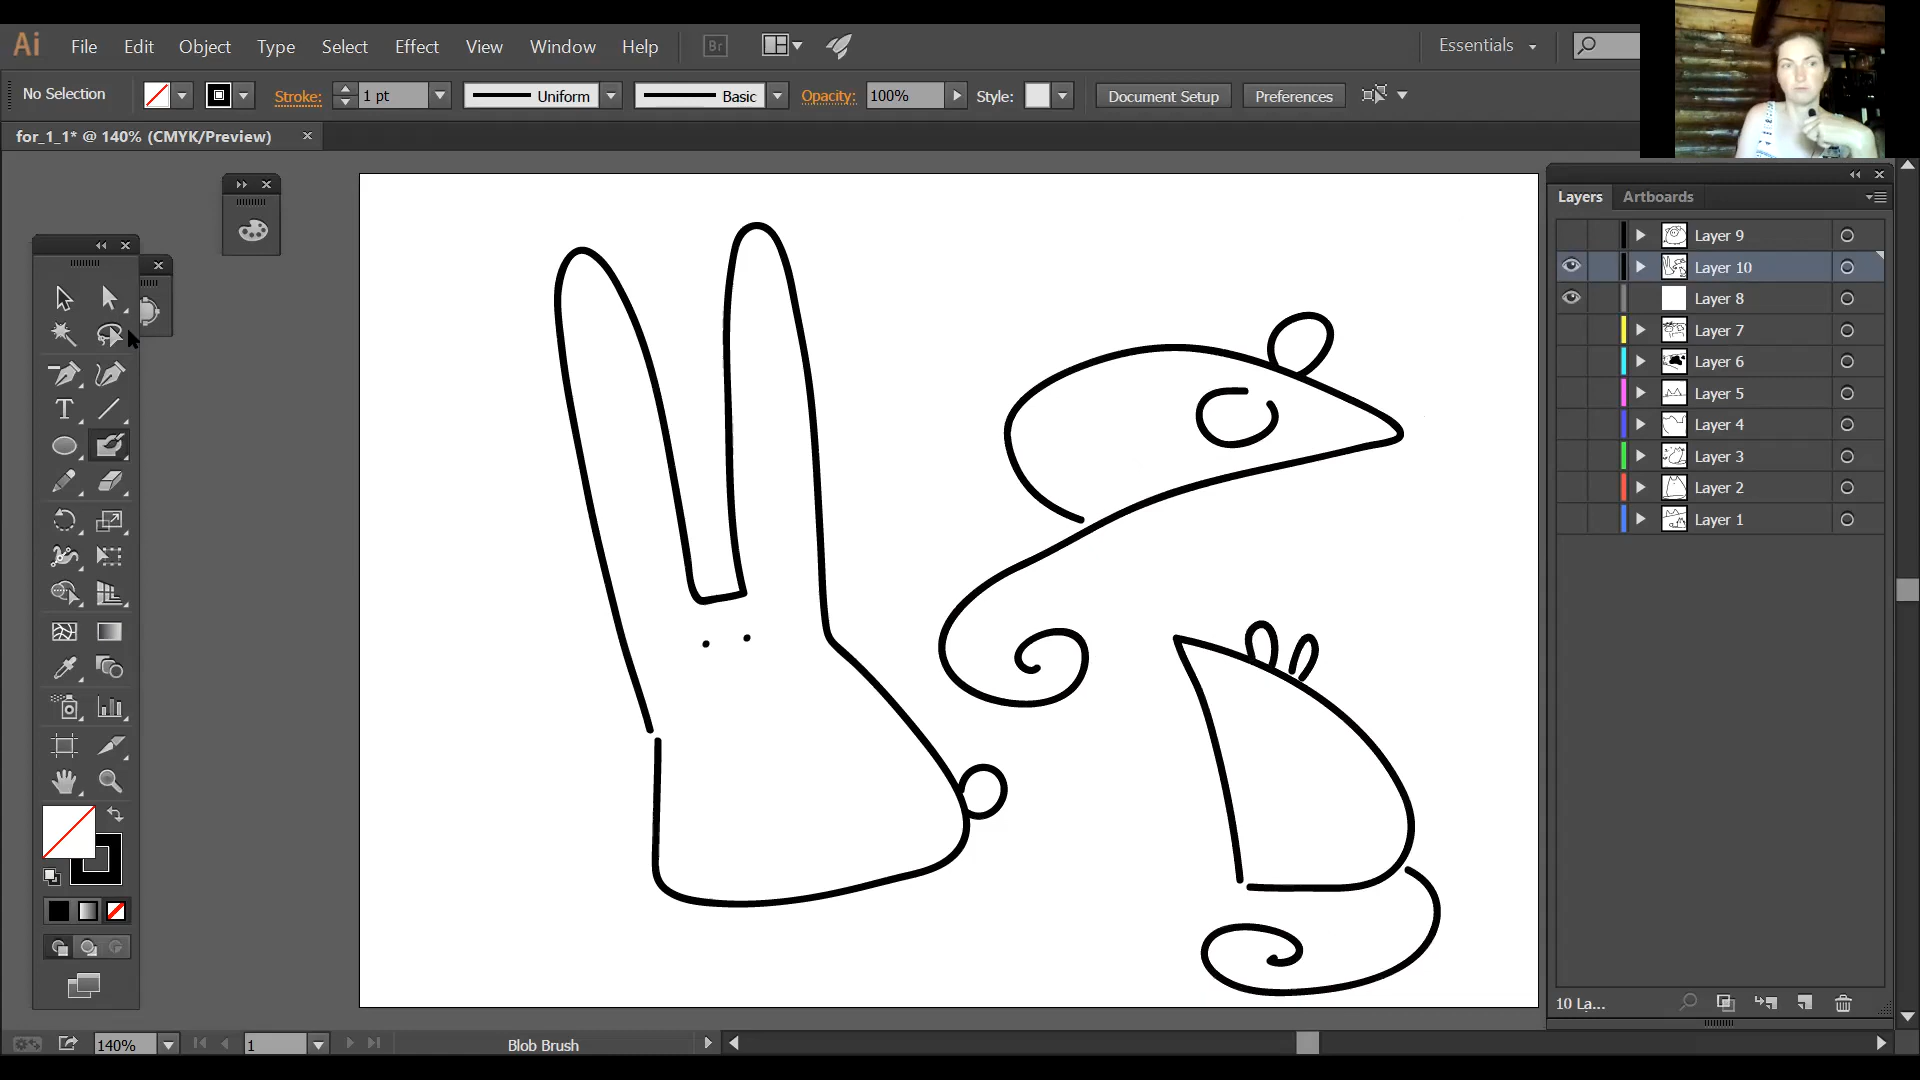 Ai File Edit Object Type Select Effect View Window Help Br Essentials
No Selection Stroke: 1 pt Uniform Basic Opacity: 100% Style: Document Setup Preferences
for_1_1* @ 140% (CMYK/Preview)
Layers Artboards
Layer 9
Layer 10
Layer 8
Layer 7
Layer 6
Layer 5
Layer 4
Layer 3
Layer 2
Layer 1
T
10 La...
140% 1 Blob Brush